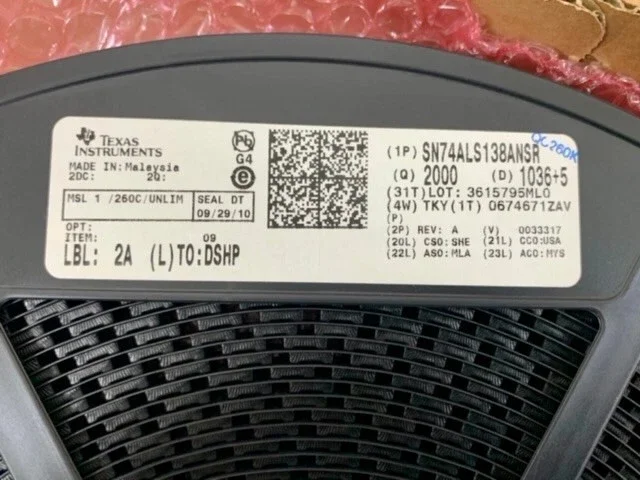 TEXAS
INSTRUMENTS
MADE IN: Malaysia
2DC: 2Q:
MSL 1 /260C/UNLIM
SEAL DT
09/29/10
OPT:
ITEM: 09
LBL: 2A (L)TO:DSHP
Pb
G4
e
QC260K
(1P) SN74ALS138ANSR
(Q) 2000 (D) 1036+5
(31T) LOT: 3615795ML0
(4W) TKY(1T) 0674671ZAV
(P)
(2P) REV: A (V) 0033317
(20L) CSO:SHE (21L) CCO:USA
(22L) ASO:MLA (23L) ACO:MYS